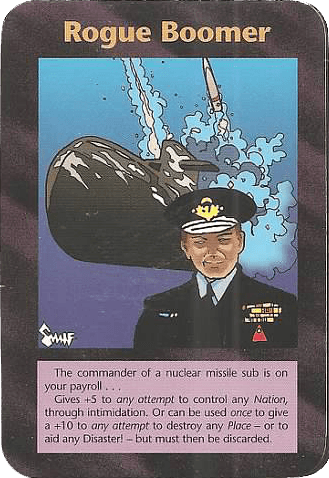 Rogue Boomer
SMIF
The commander of a nuclear missile sub is on
your payroll . . .
Gives +5 to any attempt to control any Nation,
through intimidation. Or can be used once to give
a +10 to any attempt to destroy any Place – or to
aid any Disaster! – but must then be discarded.